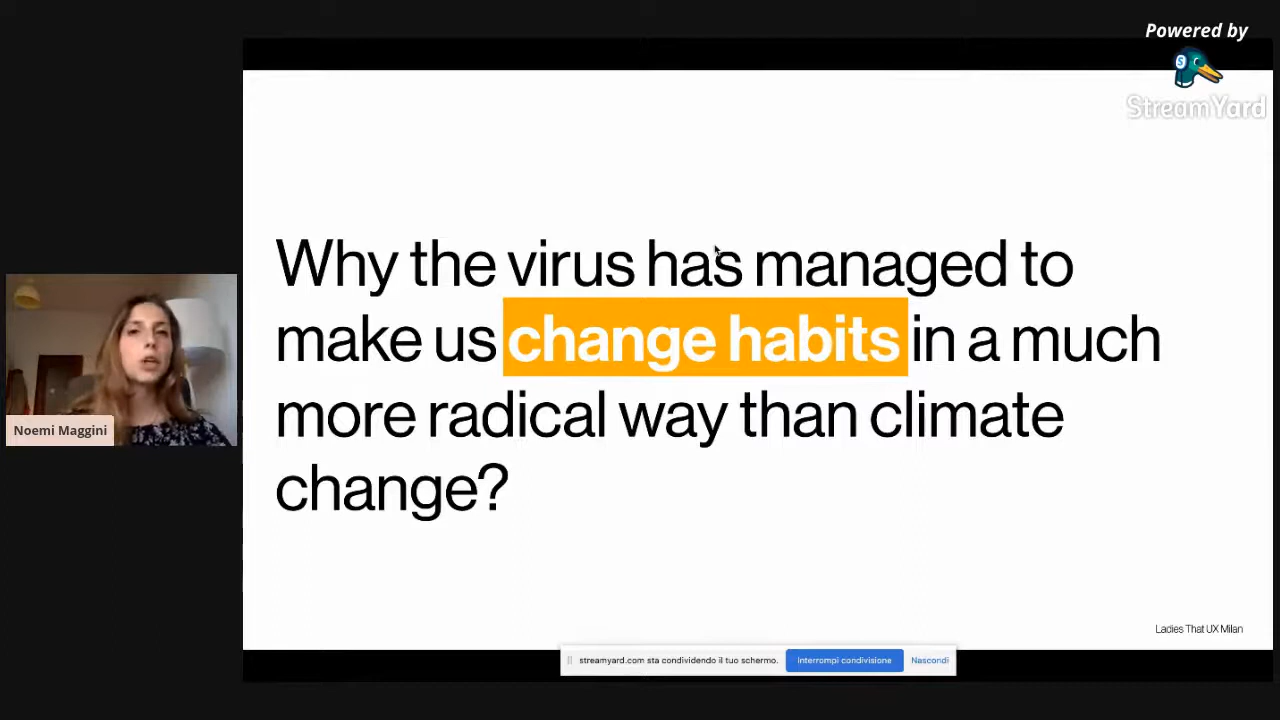 Powered by
StreamYard
Why the virus has managed to
make us change habits in a much
more radical way than climate
change?
Noemi Maggini
Ladies That UX Milan
streamyard.com sta condividendo il tuo schermo. Interrompi condivisione Nascondi